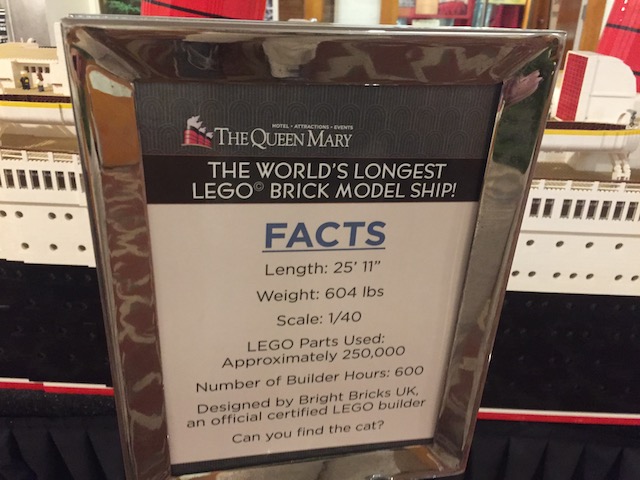 HOTEL • ATTRACTIONS • EVENTS
THE QUEEN MARY
THE WORLD'S LONGEST
LEGO© BRICK MODEL SHIP!
FACTS
Length: 25' 11"
Weight: 604 lbs
Scale: 1/40
LEGO Parts Used:
Approximately 250,000
Number of Builder Hours: 600
Designed by Bright Bricks UK,
an official certified LEGO builder
Can you find the cat?